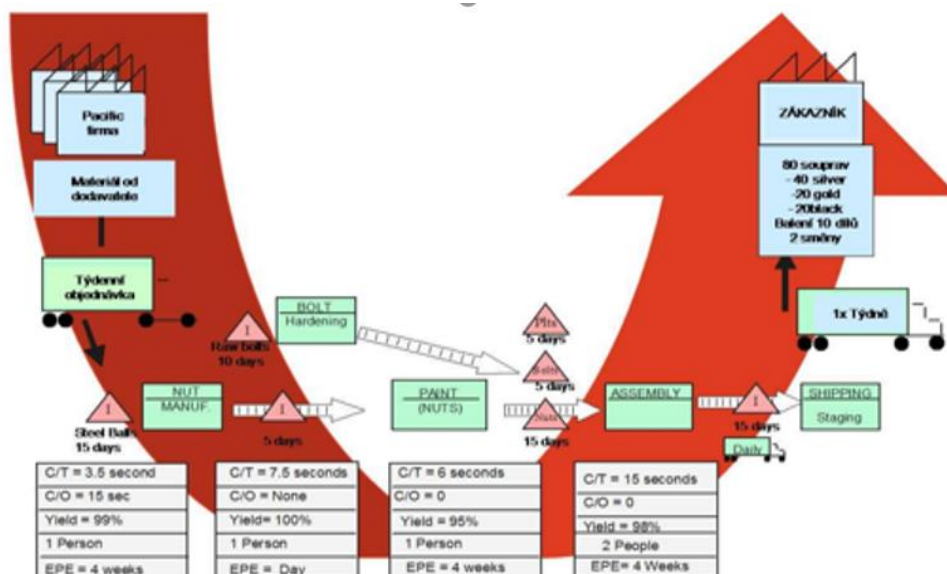 Pacific
firma
Materiál od
dodavatele
Týdenní
objednávka
ZÁKAZNÍK
80 souprav
- 40 silver
-20 gold
- 20black
Balení 10 dílů
2 směny
1x Týdně
BOLT
Hardening
I
Raw bolts
10 days
Plts
5 days
Bolts
5 days
Nuts
15 days
I
Steel Balls
15 days
NUT
MANUF.
I
5 days
PAINT
(NUTS)
ASSEMBLY
I
15 days
SHIPPING
Staging
Daily
C/T = 3.5 second
C/O = 15 sec
Yield = 99%
1 Person
EPE = 4 weeks
C/T = 7.5 seconds
C/O = None
Yield= 100%
1 Person
EPE = Day
C/T = 6 seconds
C/O = 0
Yield = 95%
1 Person
EPE = 4 weeks
C/T = 15 seconds
C/O = 0
Yield = 98%
2 People
EPE= 4 Weeks